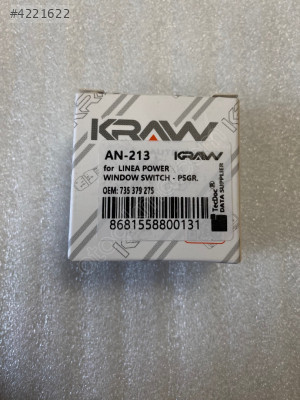 #4221622
KRAW
AN-213 KRAW
for LINEA POWER
WINDOW SWITCH - PSGR.
OEM: 735 379 275
8681558800131
TecDoc®
DATA SUPPLIER